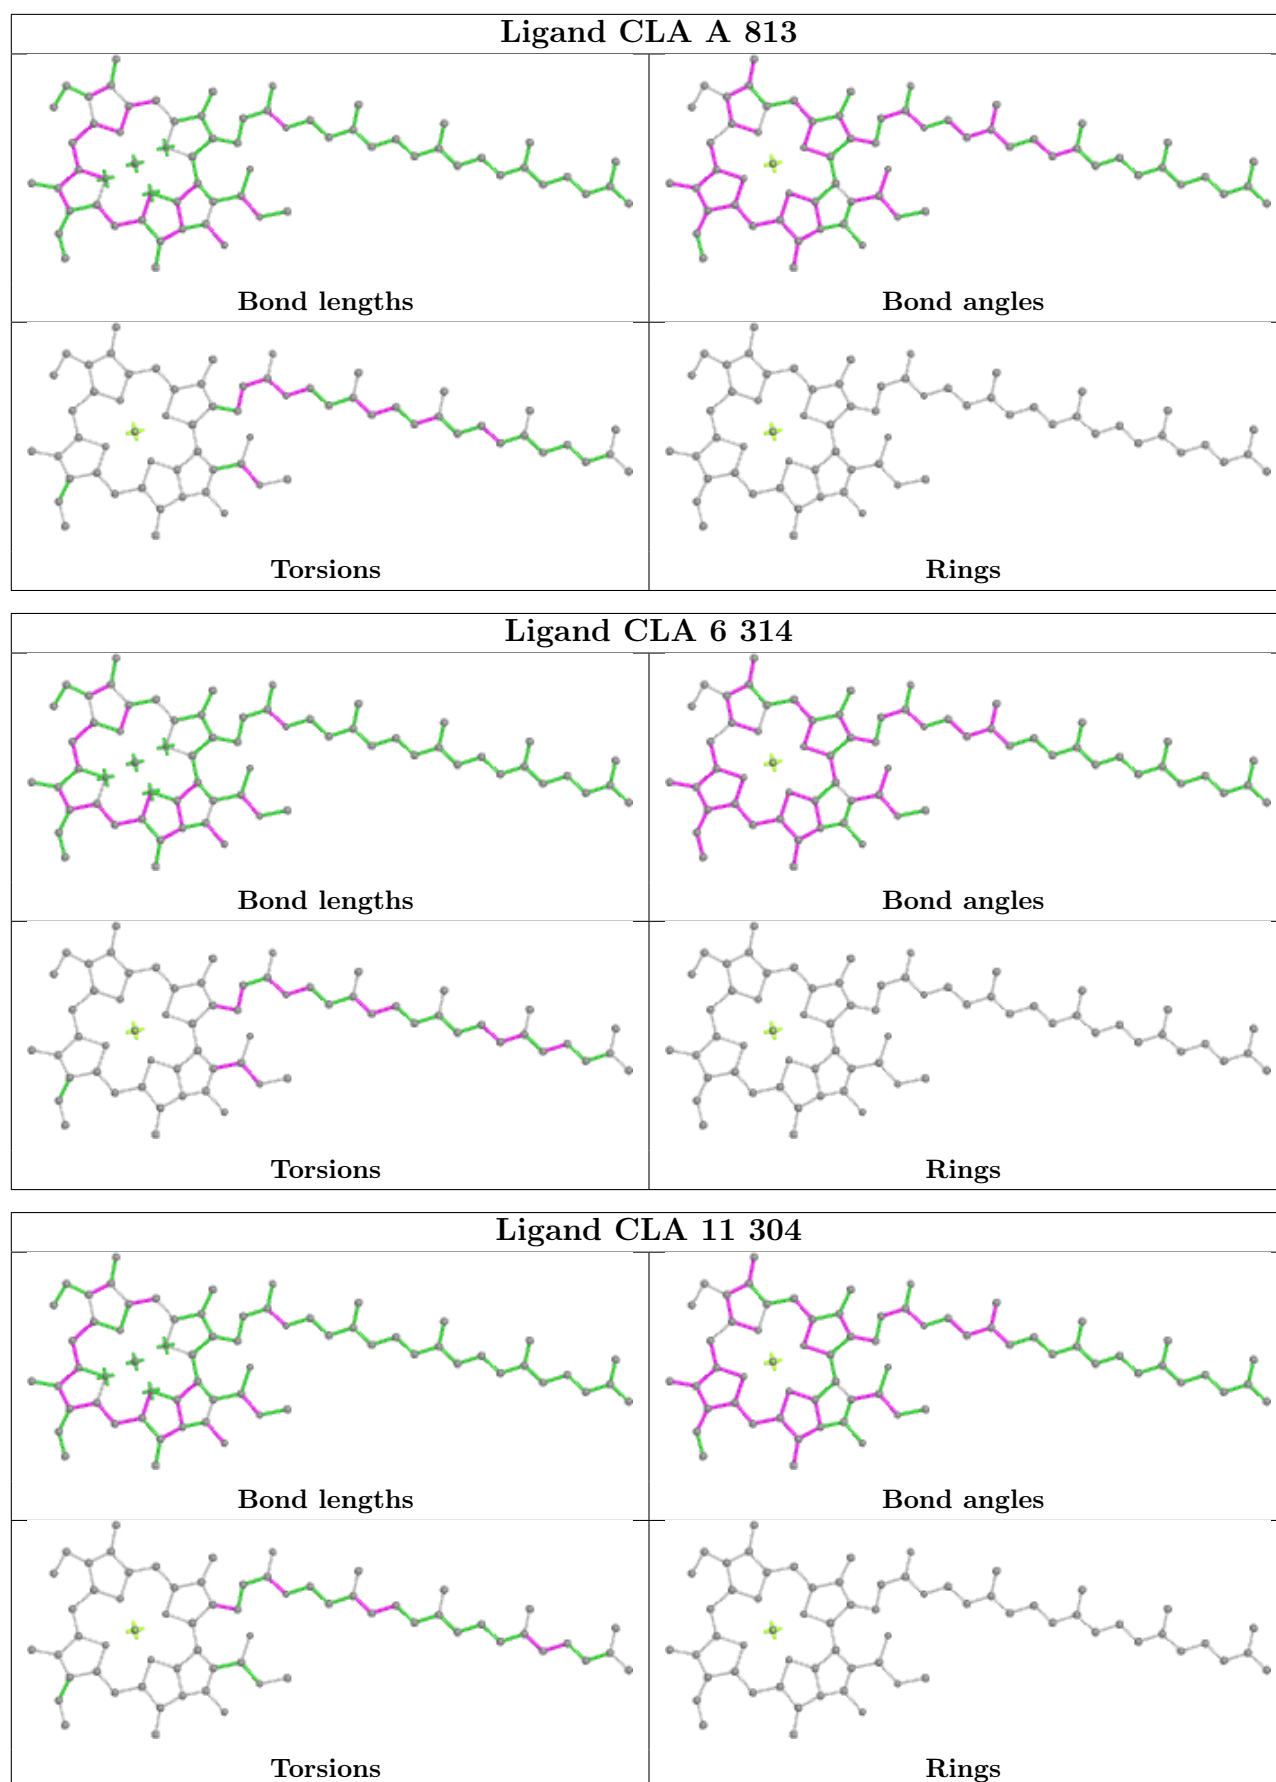 Ligand CLA A 813
Bond lengths
Bond angles
Torsions
Rings
Ligand CLA 6 314
Bond lengths
Bond angles
Torsions
Rings
Ligand CLA 11 304
Bond lengths
Bond angles
Torsions
Rings